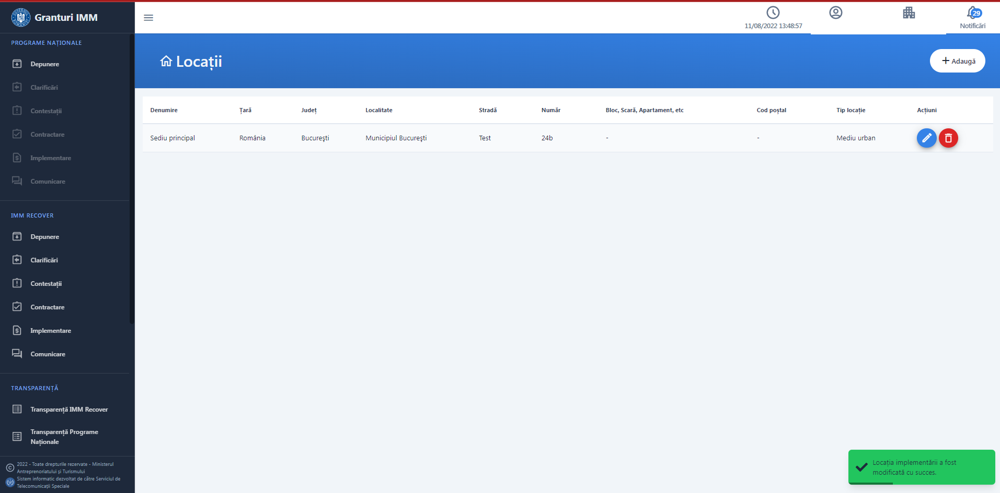 Granturi IMM
11/08/2022 13:48:57
29
Notificări
PROGRAME NAȚIONALE
Depunere
Clarificări
Contestații
Contractare
Implementare
Comunicare
IMM RECOVER
Depunere
Clarificări
Contestații
Contractare
Implementare
Comunicare
TRANSPARENȚĂ
Transparență IMM Recover
Transparență Programe
Naționale
2022 - Toate drepturile rezervate - Ministerul
Antreprenoriatului și Turismului
Sistem informatic dezvoltat de către Serviciul de
Telecomunicații Speciale
Locații
Adaugă
Denumire Țară Județ Localitate Stradă Număr Bloc, Scară, Apartament, etc Cod poștal Tip locație Acțiuni
Sediu principal România Bucureşti Municipiul Bucureşti Test 24b - - Mediu urban
Locația implementării a fost
modificată cu succes.